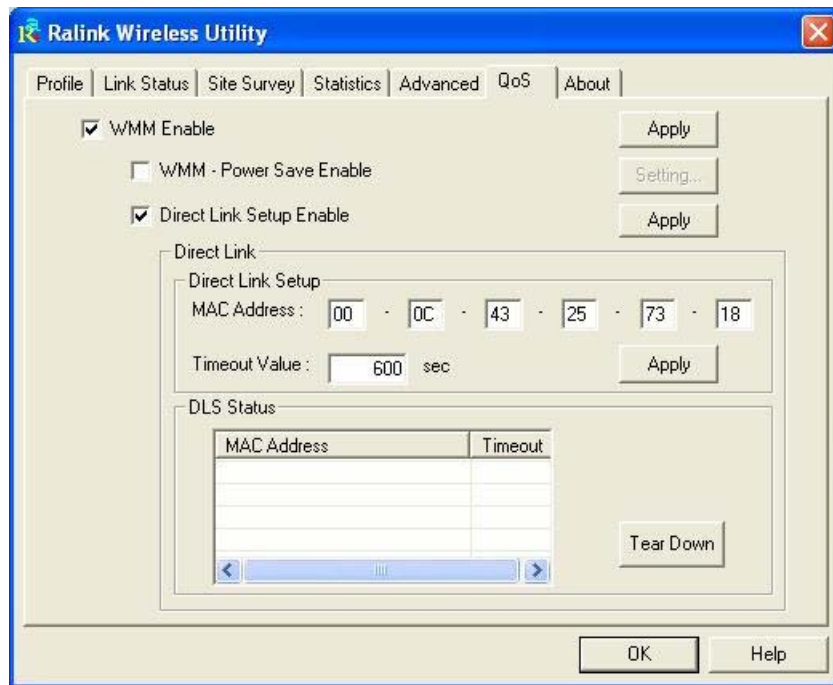 Ralink Wireless Utility
Profile Link Status Site Survey Statistics Advanced QoS About
WMM Enable Apply
WMM - Power Save Enable Setting...
Direct Link Setup Enable Apply
Direct Link
Direct Link Setup
MAC Address : 00 - 0C - 43 - 25 - 73 - 18
Timeout Value : 600 sec Apply
DLS Status
MAC Address Timeout
Tear Down
OK Help